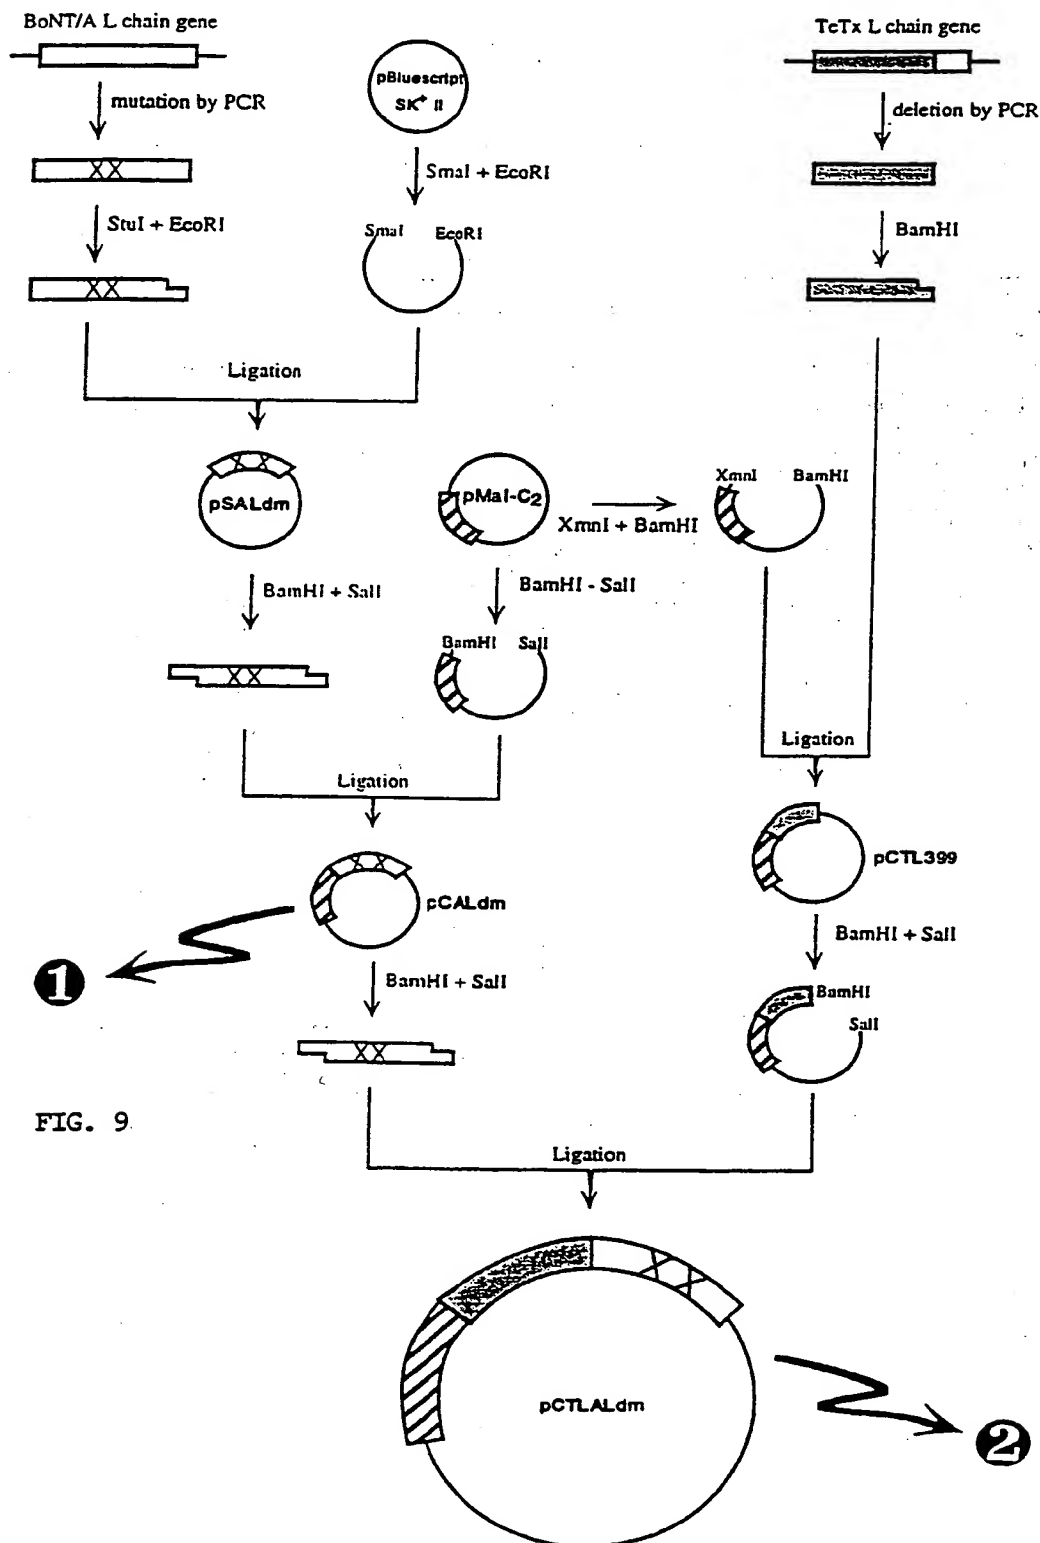 BoNT/A L chain gene
TeTx L chain gene
pBluescript
SK+ II
mutation by PCR
deletion by PCR
SmaI + EcoRI
StuI + EcoRI
SmaI
EcoRI
BamHI
Ligation
pSALdm
pMal-C2
XmnI
BamHI
XmnI + BamHI
BamHI + SalI
BamHI - SalI
BamHI
SalI
Ligation
Ligation
pCALdm
pCTL399
1
BamHI + SalI
BamHI + SalI
BamHI
SalI
FIG. 9
Ligation
pCTLALdm
2